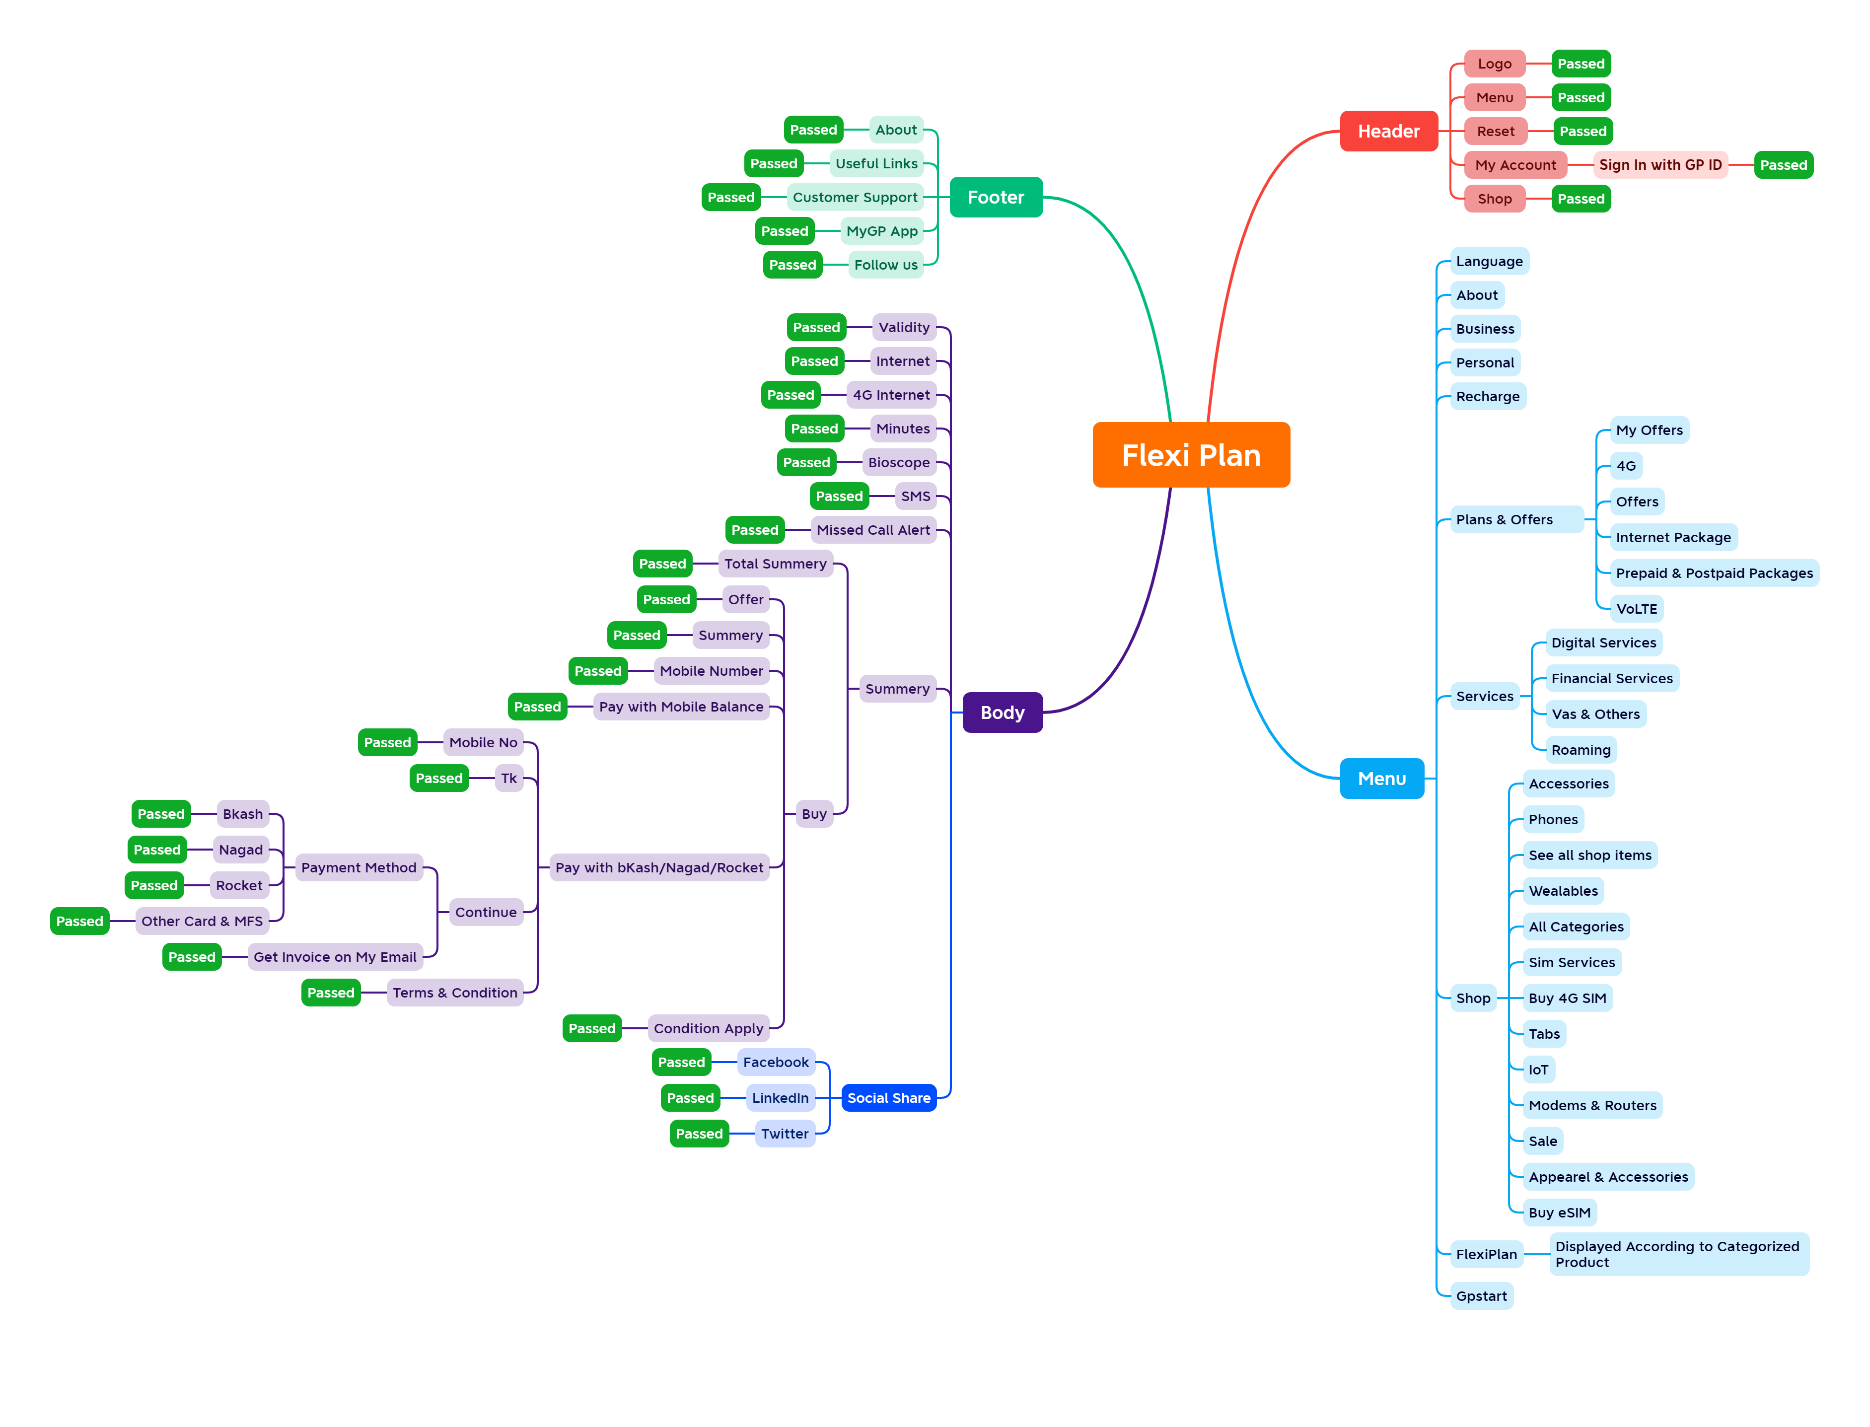 Flexi Plan
Header
Logo
Passed
Menu
Passed
Reset
Passed
My Account
Sign In with GP ID
Passed
Shop
Passed
Menu
Language
About
Business
Personal
Recharge
Plans & Offers
My Offers
4G
Offers
Internet Package
Prepaid & Postpaid Packages
VoLTE
Services
Digital Services
Financial Services
Vas & Others
Roaming
Shop
Accessories
Phones
See all shop items
Wealables
All Categories
Sim Services
Buy 4G SIM
Tabs
IoT
Modems & Routers
Sale
Appearel & Accessories
Buy eSIM
FlexiPlan
Displayed According to Categorized
Product
Gpstart
Footer
About
Passed
Useful Links
Passed
Customer Support
Passed
MyGP App
Passed
Follow us
Passed
Body
Validity
Passed
Internet
Passed
4G Internet
Passed
Minutes
Passed
Bioscope
Passed
SMS
Passed
Missed Call Alert
Passed
Summery
Total Summery
Passed
Buy
Offer
Passed
Summery
Passed
Mobile Number
Passed
Pay with Mobile Balance
Passed
Pay with bKash/Nagad/Rocket
Mobile No
Passed
Tk
Passed
Continue
Payment Method
Bkash
Passed
Nagad
Passed
Rocket
Passed
Other Card & MFS
Passed
Get Invoice on My Email
Passed
Terms & Condition
Passed
Condition Apply
Passed
Social Share
Facebook
Passed
LinkedIn
Passed
Twitter
Passed